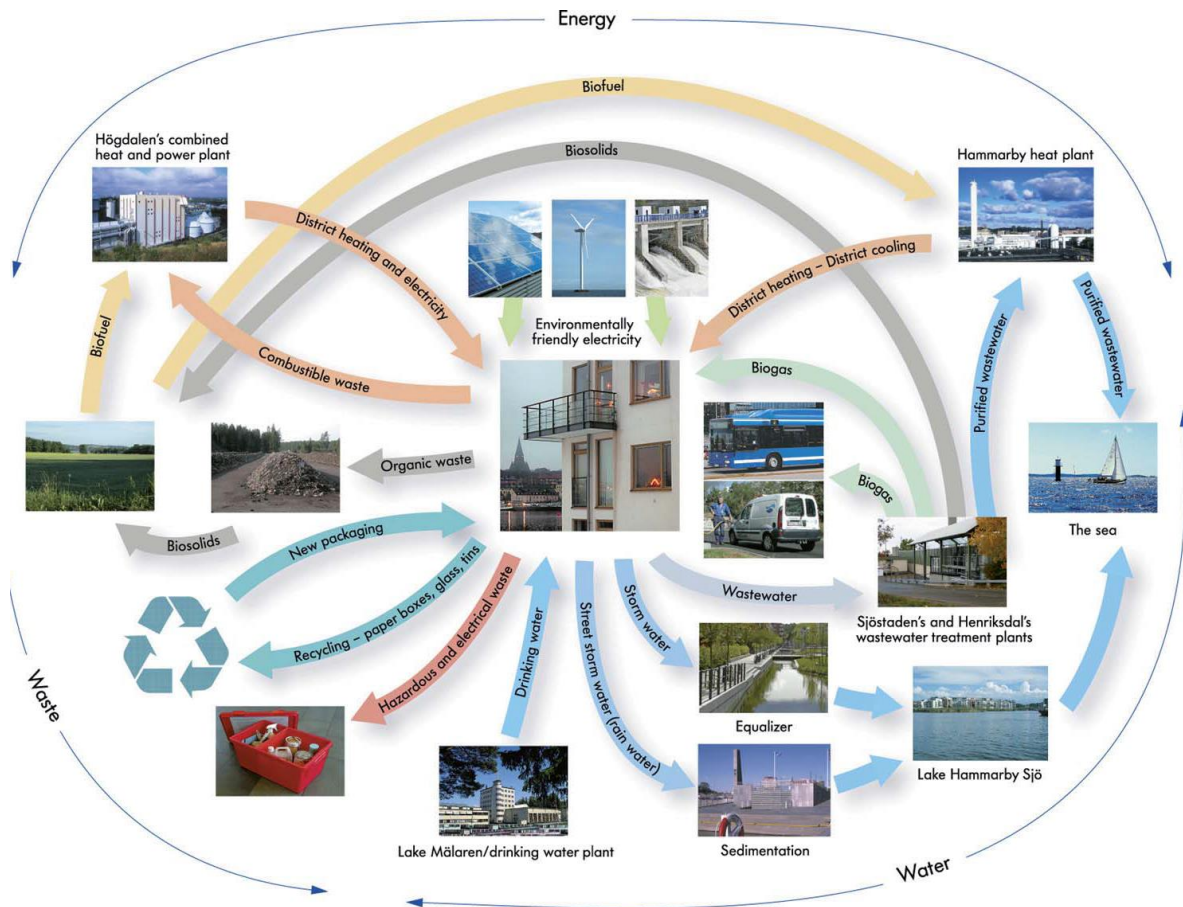 Energy
Biofuel
Högdalen's combined
heat and power plant
Biosolids
Hammarby heat plant
District heating and electricity
District heating – District cooling
Environmentally
friendly electricity
Purified wastewater
Purified wastewater
Biofuel
Combustible waste
Biogas
Organic waste
Biogas
The sea
Biosolids
New packaging
Wastewater
Sjöstaden's and Henriksdal's
wastewater treatment plants
Recycling – paper boxes, glass, tins
Hazardous and electrical waste
Drinking water
Street storm water (rain water)
Storm water
Waste
Equalizer
Lake Hammarby Sjö
Lake Mälaren/drinking water plant
Sedimentation
Water